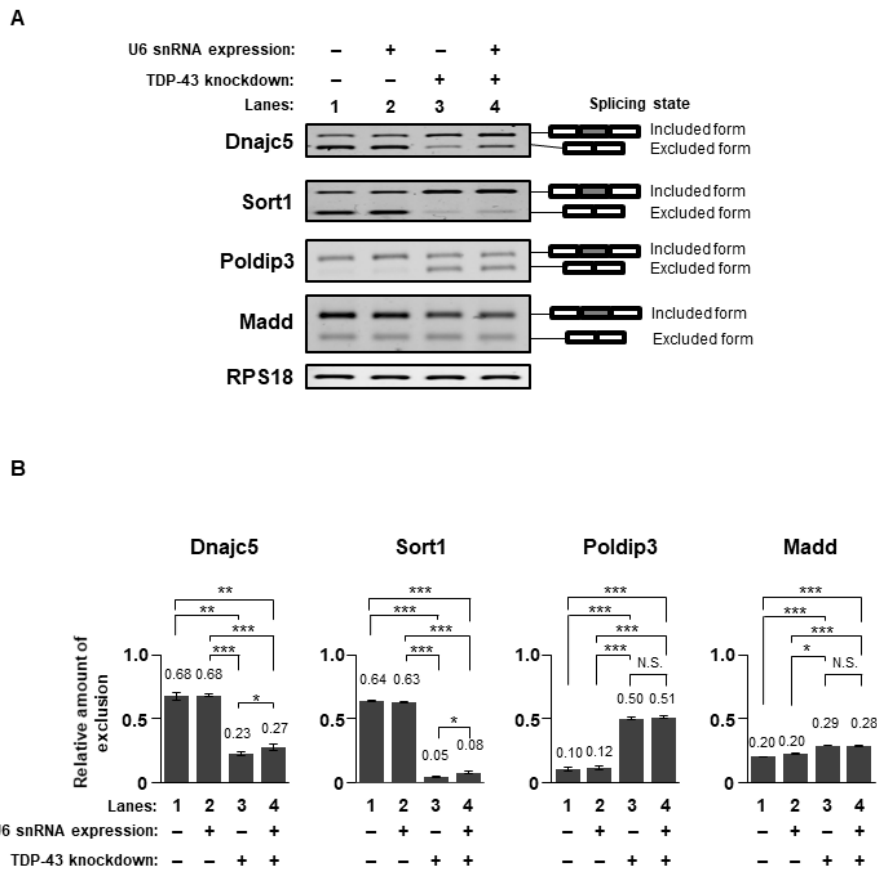 A
U6 snRNA expression: – + – +
TDP-43 knockdown: – – + +
Lanes: 1 2 3 4 Splicing state
Dnajc5 Included form
Excluded form
Sort1 Included form
Excluded form
Poldip3 Included form
Excluded form
Madd Included form
Excluded form
RPS18
B
Dnajc5 Sort1 Poldip3 Madd
** *** *** ***
** *** *** ***
*** *** *** ***
*** *** *** *
* * N.S. N.S.
Relative amount of exclusion
1.0 1.0 1.0 1.0
0.5 0.5 0.5 0.5
0 0 0 0
0.68 0.68 0.23 0.27
0.64 0.63 0.05 0.08
0.10 0.12 0.50 0.51
0.20 0.20 0.29 0.28
Lanes: 1 2 3 4 1 2 3 4 1 2 3 4 1 2 3 4
J6 snRNA expression: – + – + – + – + – + – + – + – +
TDP-43 knockdown: – – + + – – + + – – + + – – + +